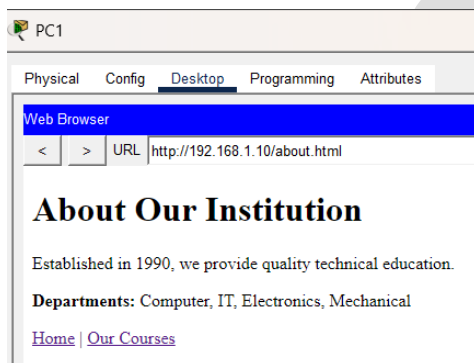 PC1
Physical Config Desktop Programming Attributes
Web Browser
< > URL http://192.168.1.10/about.html
About Our Institution
Established in 1990, we provide quality technical education.
Departments: Computer, IT, Electronics, Mechanical
Home | Our Courses